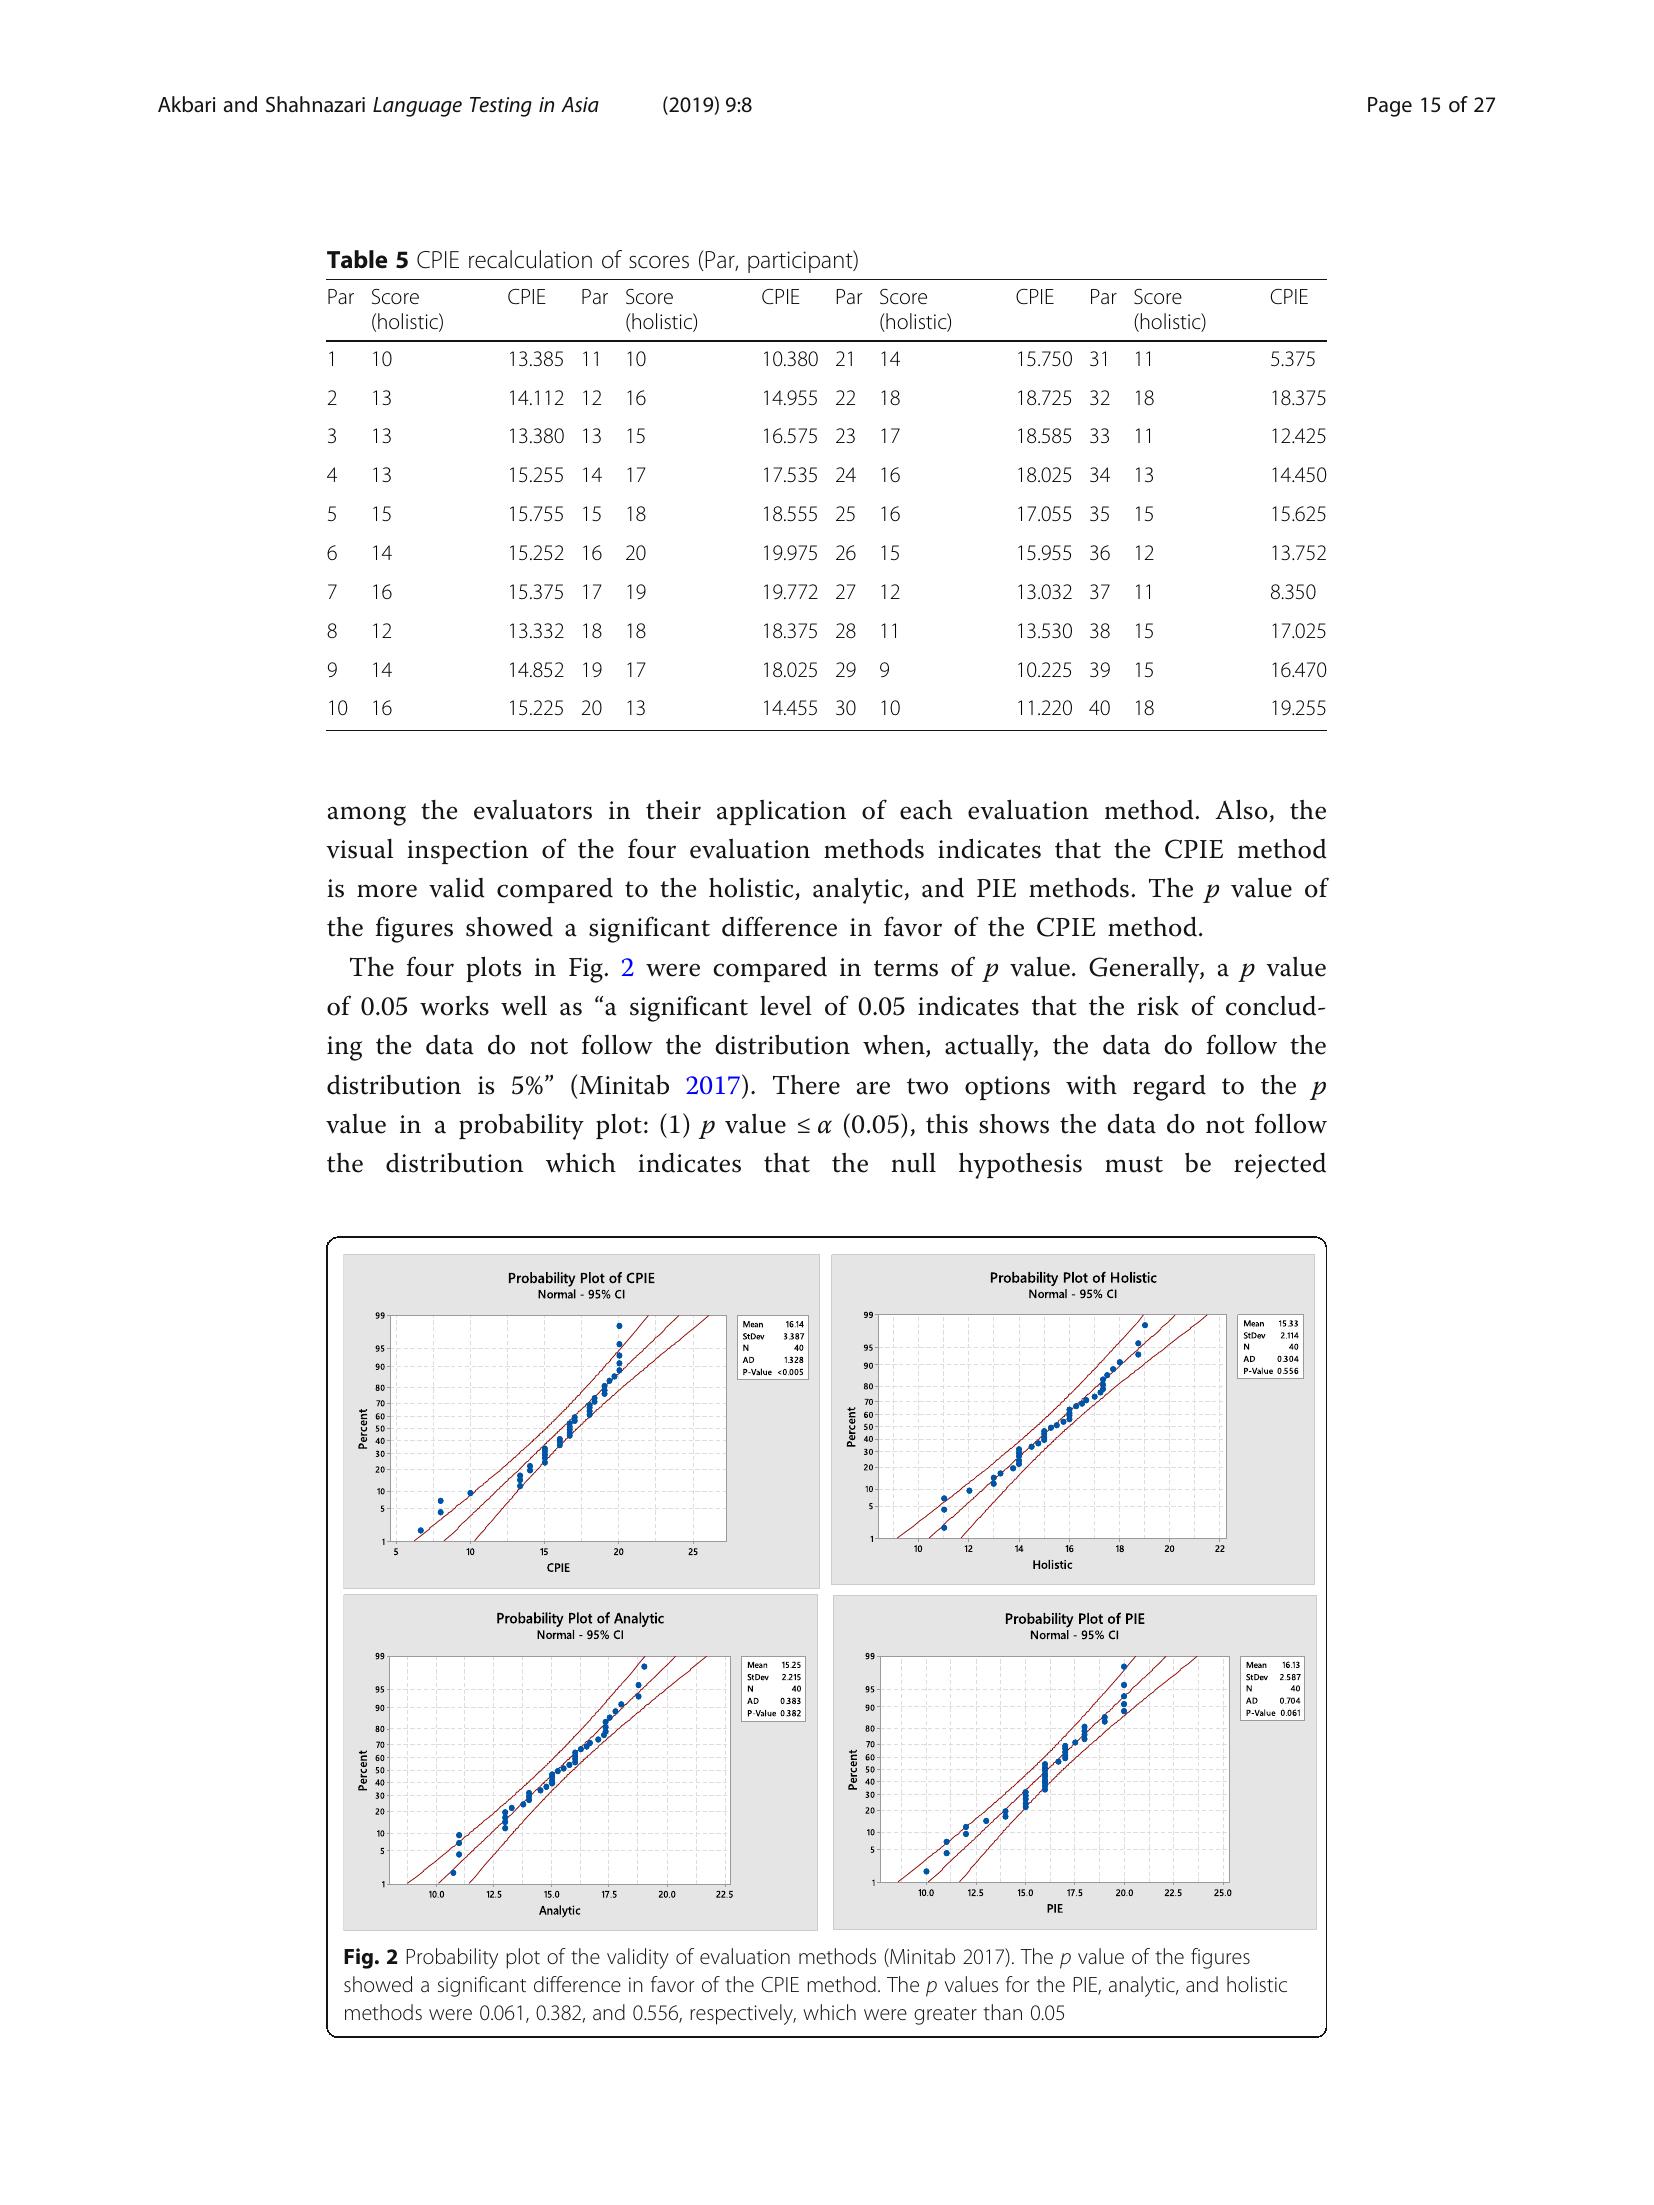 Akbari and Shahnazari Language Testing in Asia (2019) 9:8 Page 15 of 27
Table 5 CPIE recalculation of scores (Par, participant)
Par Score (holistic) CPIE Par Score (holistic) CPIE Par Score (holistic) CPIE Par Score (holistic) CPIE
1 10 13.385 11 10 10.380 21 14 15.750 31 11 5.375
2 13 14.112 12 16 14.955 22 18 18.725 32 18 18.375
3 13 13.380 13 15 16.575 23 17 18.585 33 11 12.425
4 13 15.255 14 17 17.535 24 16 18.025 34 13 14.450
5 15 15.755 15 18 18.555 25 16 17.055 35 15 15.625
6 14 15.252 16 20 19.975 26 15 15.955 36 12 13.752
7 16 15.375 17 19 19.772 27 12 13.032 37 11 8.350
8 12 13.332 18 18 18.375 28 11 13.530 38 15 17.025
9 14 14.852 19 17 18.025 29 9 10.225 39 15 16.470
10 16 15.225 20 13 14.455 30 10 11.220 40 18 19.255
among the evaluators in their application of each evaluation method. Also, the
visual inspection of the four evaluation methods indicates that the CPIE method
is more valid compared to the holistic, analytic, and PIE methods. The p value of
the figures showed a significant difference in favor of the CPIE method.
The four plots in Fig. 2 were compared in terms of p value. Generally, a p value
of 0.05 works well as “a significant level of 0.05 indicates that the risk of conclud-
ing the data do not follow the distribution when, actually, the data do follow the
distribution is 5%” (Minitab 2017). There are two options with regard to the p
value in a probability plot: (1) p value ≤ α (0.05), this shows the data do not follow
the distribution which indicates that the null hypothesis must be rejected
Probability Plot of CPIE
Normal - 95% CI
99
95
90
80
70
60
50
40
30
20
10
5
1
Percent
5 10 15 20 25
CPIE
Mean 16.14
StDev 3.387
N 40
AD 1.328
P-Value <0.005
Probability Plot of Holistic
Normal - 95% CI
99
95
90
80
70
60
50
40
30
20
10
5
1
Percent
10 12 14 16 18 20 22
Holistic
Mean 15.33
StDev 2.114
N 40
AD 0.304
P-Value 0.556
Probability Plot of Analytic
Normal - 95% CI
99
95
90
80
70
60
50
40
30
20
10
5
1
Percent
10.0 12.5 15.0 17.5 20.0 22.5
Analytic
Mean 15.25
StDev 2.215
N 40
AD 0.383
P-Value 0.382
Probability Plot of PIE
Normal - 95% CI
99
95
90
80
70
60
50
40
30
20
10
5
1
Percent
10.0 12.5 15.0 17.5 20.0 22.5 25.0
PIE
Mean 16.13
StDev 2.587
N 40
AD 0.704
P-Value 0.061
Fig. 2 Probability plot of the validity of evaluation methods (Minitab 2017). The p value of the figures
showed a significant difference in favor of the CPIE method. The p values for the PIE, analytic, and holistic
methods were 0.061, 0.382, and 0.556, respectively, which were greater than 0.05